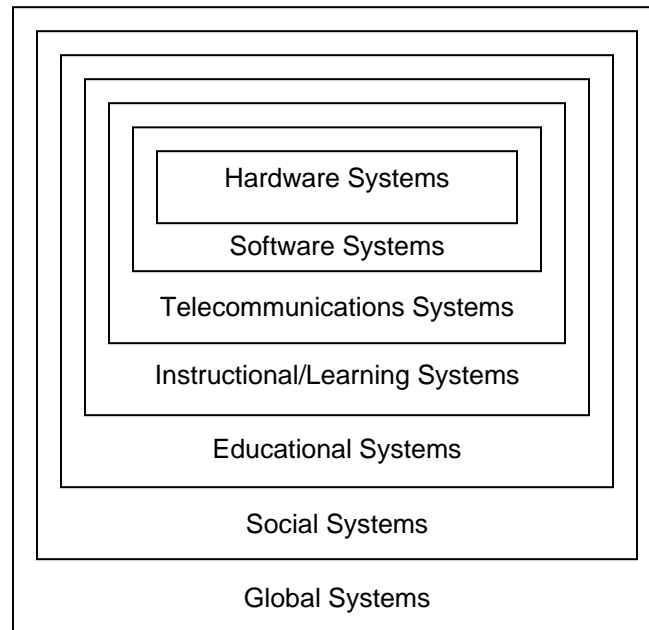 Hardware Systems
Software Systems
Telecommunications Systems
Instructional/Learning Systems
Educational Systems
Social Systems
Global Systems